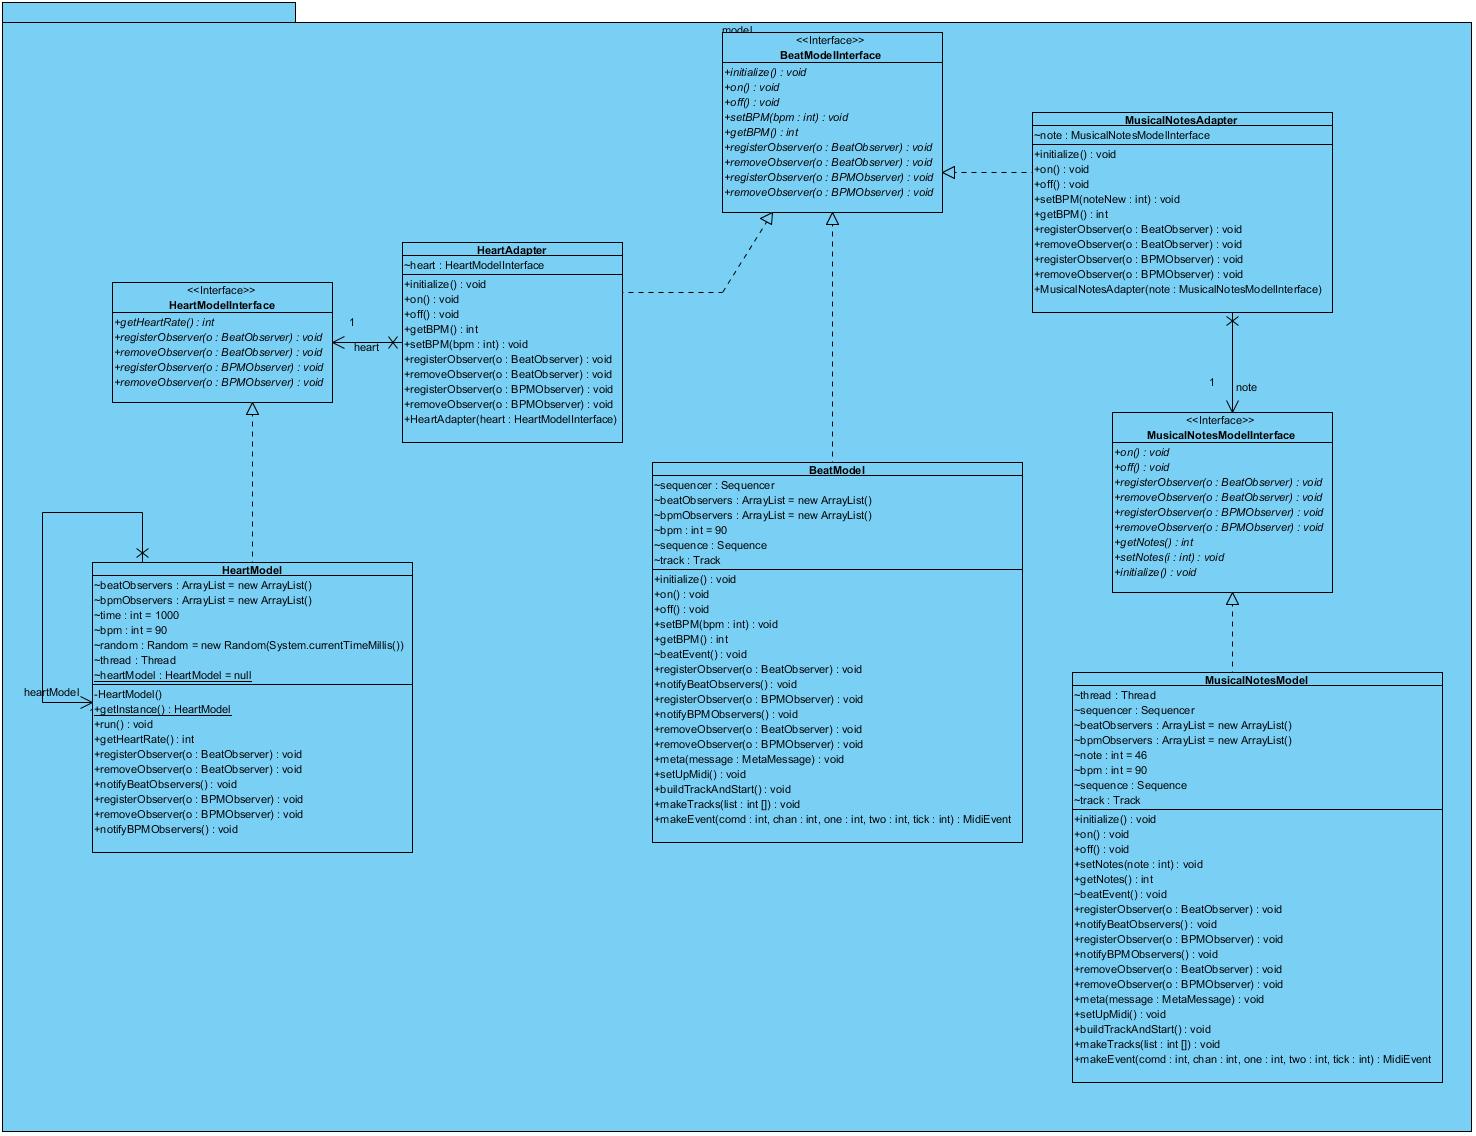 model
<<Interface>>
BeatModelInterface
+initialize() : void
+on() : void
+off() : void
+setBPM(bpm : int) : void
+getBPM() : int
+registerObserver(o : BeatObserver) : void
+removeObserver(o : BeatObserver) : void
+registerObserver(o : BPMObserver) : void
+removeObserver(o : BPMObserver) : void
MusicalNotesAdapter
~note : MusicalNotesModelInterface
+initialize() : void
+on() : void
+off() : void
+setBPM(noteNew : int) : void
+getBPM() : int
+registerObserver(o : BeatObserver) : void
+removeObserver(o : BeatObserver) : void
+registerObserver(o : BPMObserver) : void
+removeObserver(o : BPMObserver) : void
+MusicalNotesAdapter(note : MusicalNotesModelInterface)
HeartAdapter
~heart : HeartModelInterface
+initialize() : void
+on() : void
+off() : void
+getBPM() : int
+setBPM(bpm : int) : void
+registerObserver(o : BeatObserver) : void
+removeObserver(o : BeatObserver) : void
+registerObserver(o : BPMObserver) : void
+removeObserver(o : BPMObserver) : void
+HeartAdapter(heart : HeartModelInterface)
<<Interface>>
HeartModelInterface
+getHeartRate() : int
+registerObserver(o : BeatObserver) : void
+removeObserver(o : BeatObserver) : void
+registerObserver(o : BPMObserver) : void
+removeObserver(o : BPMObserver) : void
1
heart
1
note
<<Interface>>
MusicalNotesModelInterface
+on() : void
+off() : void
+registerObserver(o : BeatObserver) : void
+removeObserver(o : BeatObserver) : void
+registerObserver(o : BPMObserver) : void
+removeObserver(o : BPMObserver) : void
+getNotes() : int
+setNotes(i : int) : void
+initialize() : void
BeatModel
~sequencer : Sequencer
~beatObservers : ArrayList = new ArrayList()
~bpmObservers : ArrayList = new ArrayList()
~bpm : int = 90
~sequence : Sequence
~track : Track
+initialize() : void
+on() : void
+off() : void
+setBPM(bpm : int) : void
+getBPM() : int
~beatEvent() : void
+registerObserver(o : BeatObserver) : void
+notifyBeatObservers() : void
+registerObserver(o : BPMObserver) : void
+notifyBPMObservers() : void
+removeObserver(o : BeatObserver) : void
+removeObserver(o : BPMObserver) : void
+meta(message : MetaMessage) : void
+setUpMidi() : void
+buildTrackAndStart() : void
+makeTracks(list : int []) : void
+makeEvent(comd : int, chan : int, one : int, two : int, tick : int) : MidiEvent
HeartModel
~beatObservers : ArrayList = new ArrayList()
~bpmObservers : ArrayList = new ArrayList()
~time : int = 1000
~bpm : int = 90
~random : Random = new Random(System.currentTimeMillis())
~thread : Thread
~heartModel : HeartModel = null
heartModel
-HeartModel()
+getInstance() : HeartModel
+run() : void
+getHeartRate() : int
+registerObserver(o : BeatObserver) : void
+removeObserver(o : BeatObserver) : void
+notifyBeatObservers() : void
+registerObserver(o : BPMObserver) : void
+removeObserver(o : BPMObserver) : void
+notifyBPMObservers() : void
MusicalNotesModel
~thread : Thread
~sequencer : Sequencer
~beatObservers : ArrayList = new ArrayList()
~bpmObservers : ArrayList = new ArrayList()
~note : int = 46
~bpm : int = 90
~sequence : Sequence
~track : Track
+initialize() : void
+on() : void
+off() : void
+setNotes(note : int) : void
+getNotes() : int
~beatEvent() : void
+registerObserver(o : BeatObserver) : void
+notifyBeatObservers() : void
+registerObserver(o : BPMObserver) : void
+notifyBPMObservers() : void
+removeObserver(o : BeatObserver) : void
+removeObserver(o : BPMObserver) : void
+meta(message : MetaMessage) : void
+setUpMidi() : void
+buildTrackAndStart() : void
+makeTracks(list : int []) : void
+makeEvent(comd : int, chan : int, one : int, two : int, tick : int) : MidiEvent